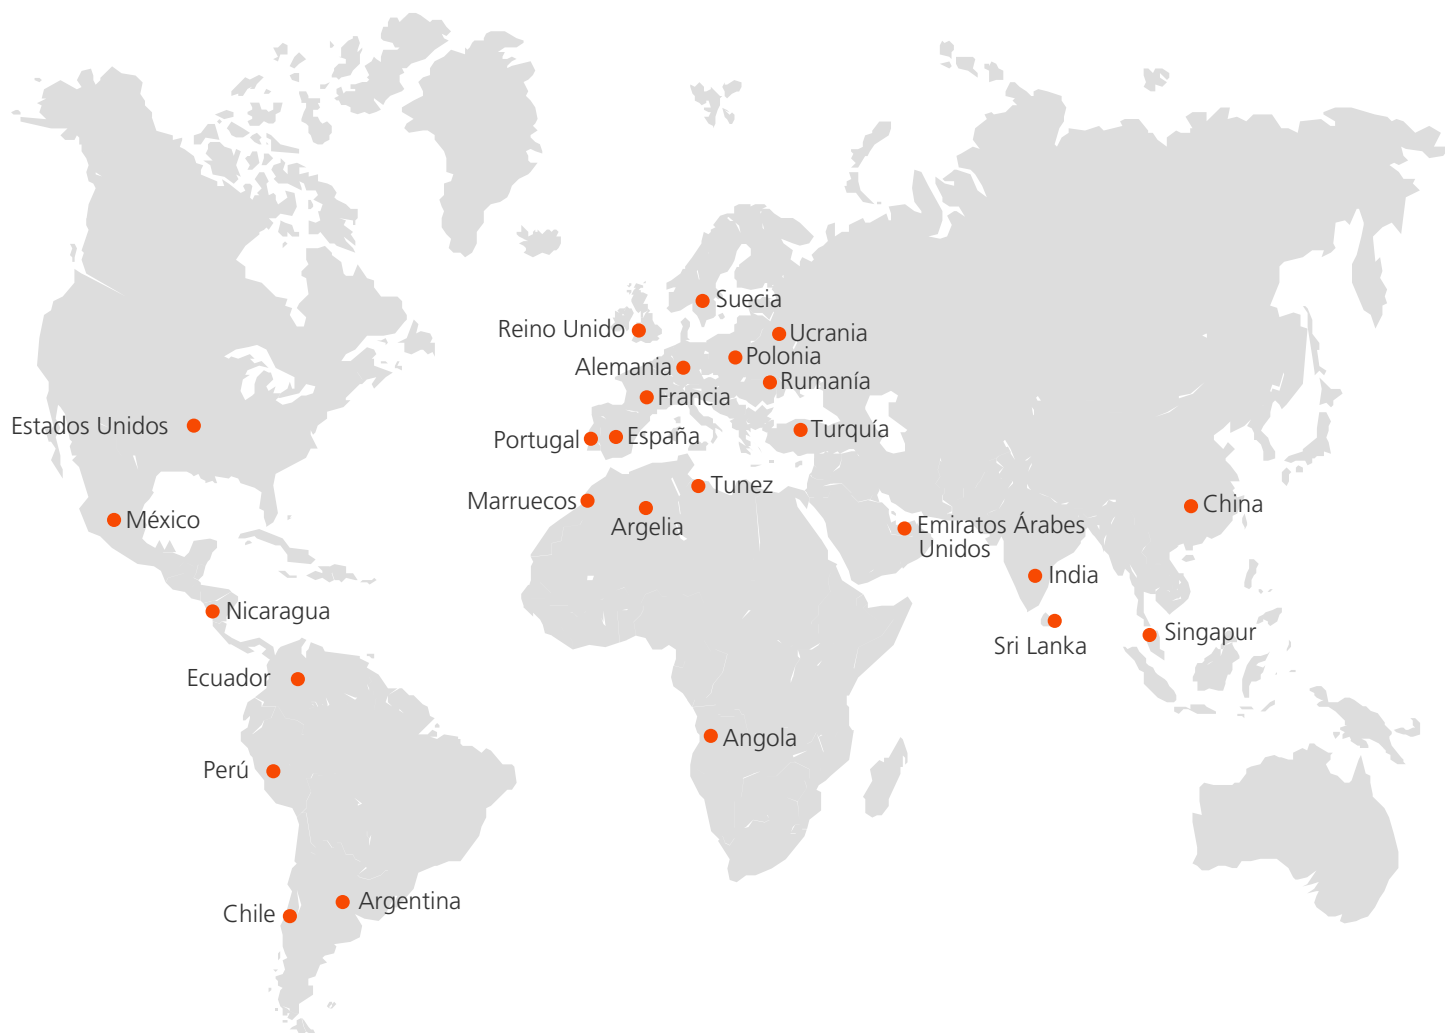 Suecia
Reino Unido
Ucrania
Polonia
Alemania
Rumanía
Francia
Estados Unidos
Portugal
España
Turquía
Tunez
Marruecos
Argelia
China
México
Emiratos Árabes
Unidos
India
Nicaragua
Sri Lanka
Singapur
Ecuador
Angola
Perú
Argentina
Chile